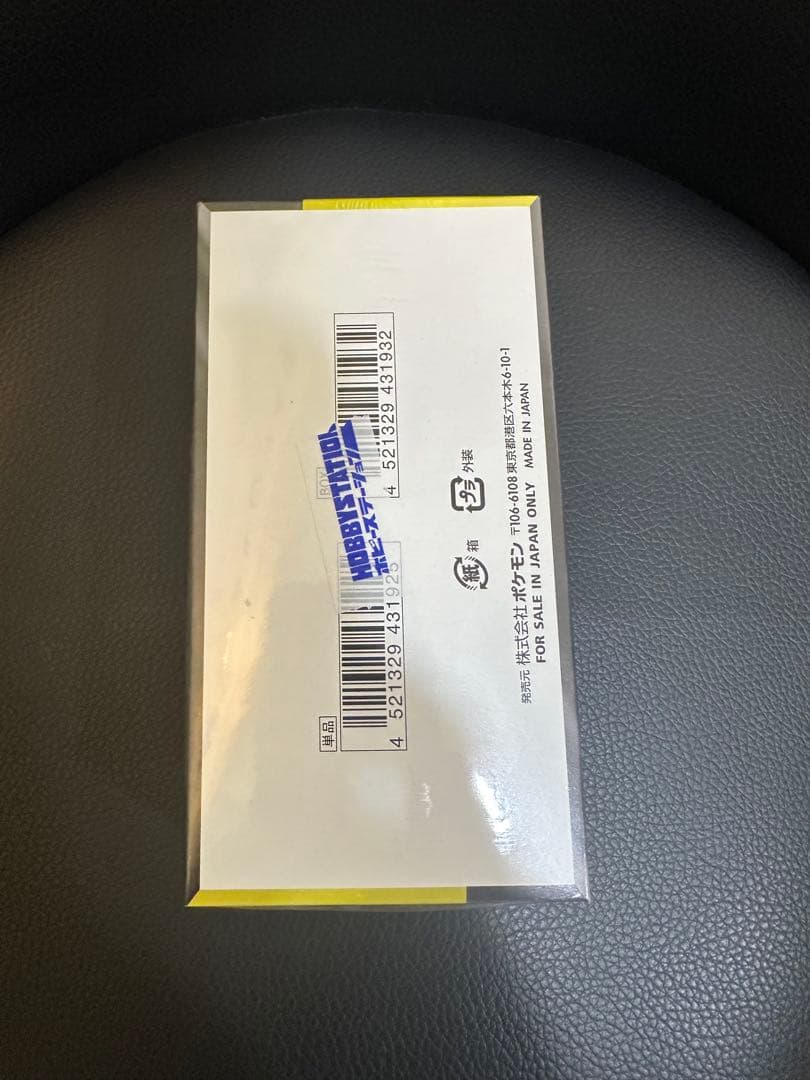 BOX
4 521329 431932
HOBBYSTATION
ホビーステーション
単品
4 521329 431925
紙 箱
プラ 外装
発売元 株式会社ポケモン 〒106-6108 東京都港区六本木6-10-1
FOR SALE IN JAPAN ONLY MADE IN JAPAN